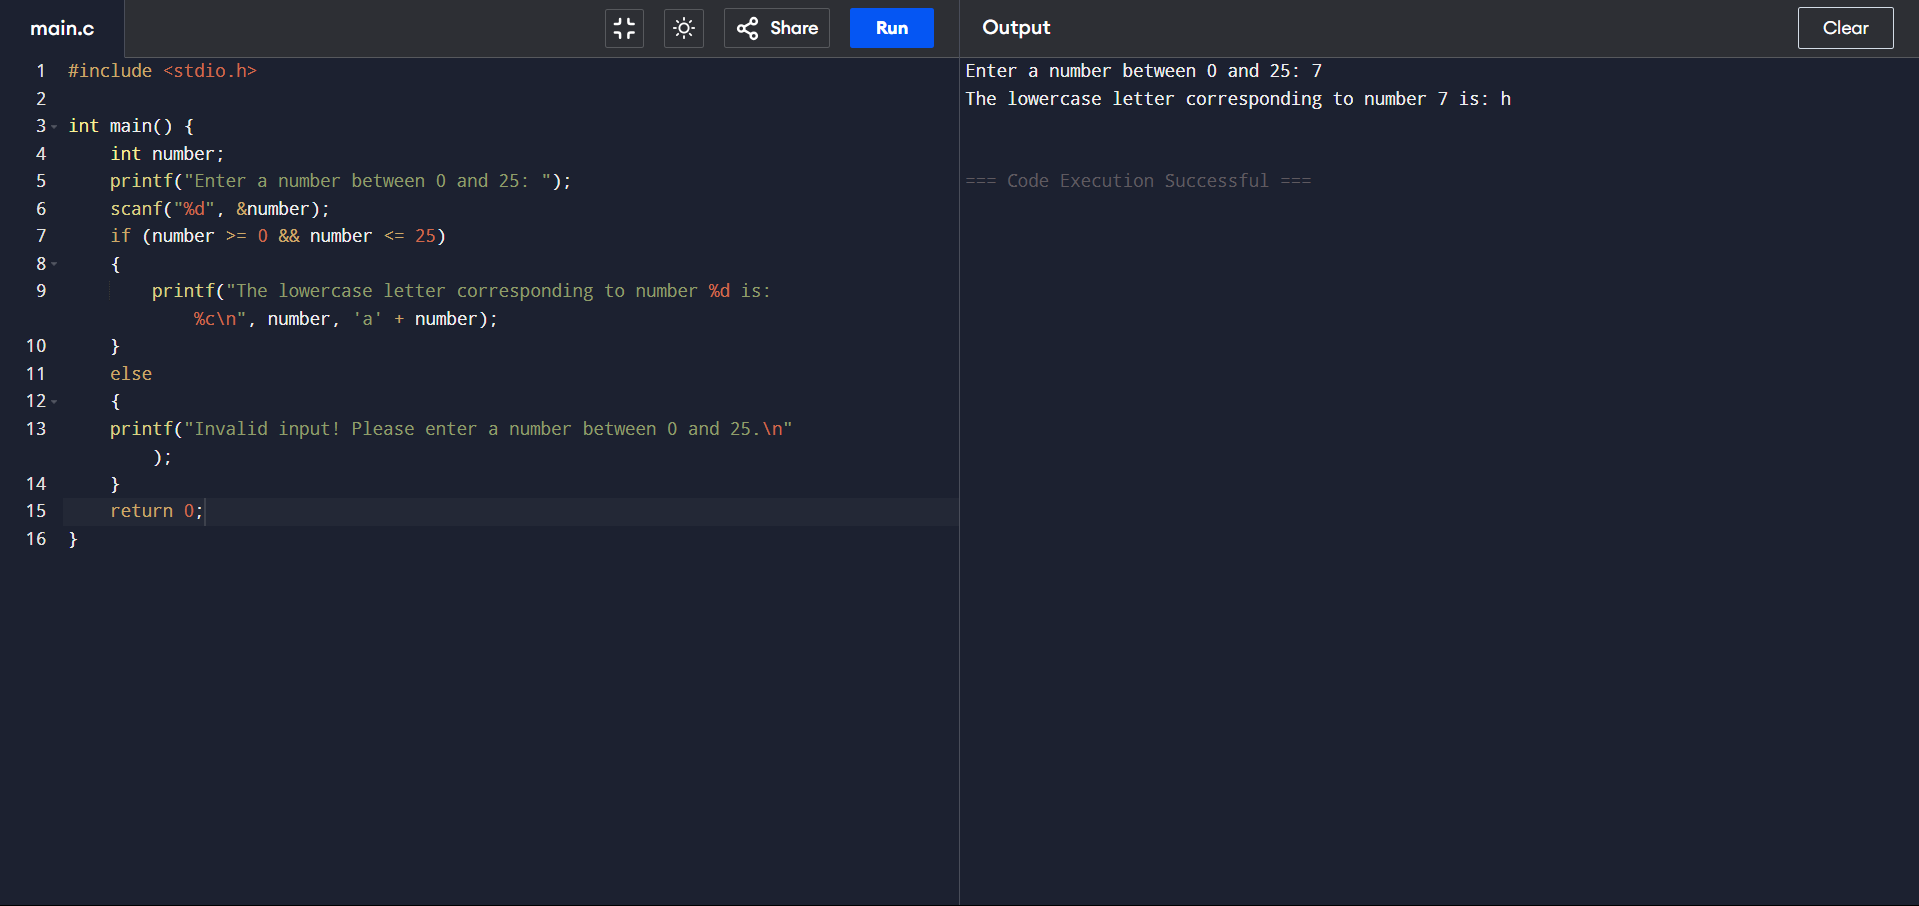 main.c
Share
Run
Output
Clear
1 #include <stdio.h>
2
3 int main() {
4     int number;
5     printf("Enter a number between 0 and 25: ");
6     scanf("%d", &number);
7     if (number >= 0 && number <= 25)
8     {
9         printf("The lowercase letter corresponding to number %d is:
            %c\n", number, 'a' + number);
10     }
11     else
12     {
13     printf("Invalid input! Please enter a number between 0 and 25.\n"
        );
14     }
15     return 0;
16 }
Enter a number between 0 and 25: 7
The lowercase letter corresponding to number 7 is: h
=== Code Execution Successful ===